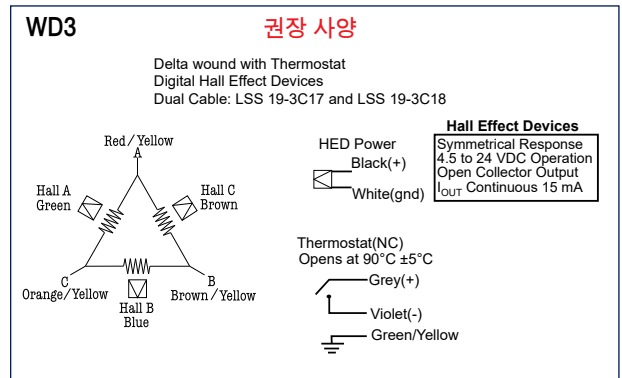 WD3
권장 사양
Delta wound with Thermostat
Digital Hall Effect Devices
Dual Cable: LSS 19-3C17 and LSS 19-3C18
Red/Yellow
A
Hall A
Green
Hall C
Brown
C
Orange/Yellow
B
Brown/Yellow
Hall B
Blue
HED Power
Black(+)
White(gnd)
Hall Effect Devices
Symmetrical Response
4.5 to 24 VDC Operation
Open Collector Output
IOUT Continuous 15 mA
Thermostat(NC)
Opens at 90°C ±5°C
Grey(+)
Violet(-)
Green/Yellow